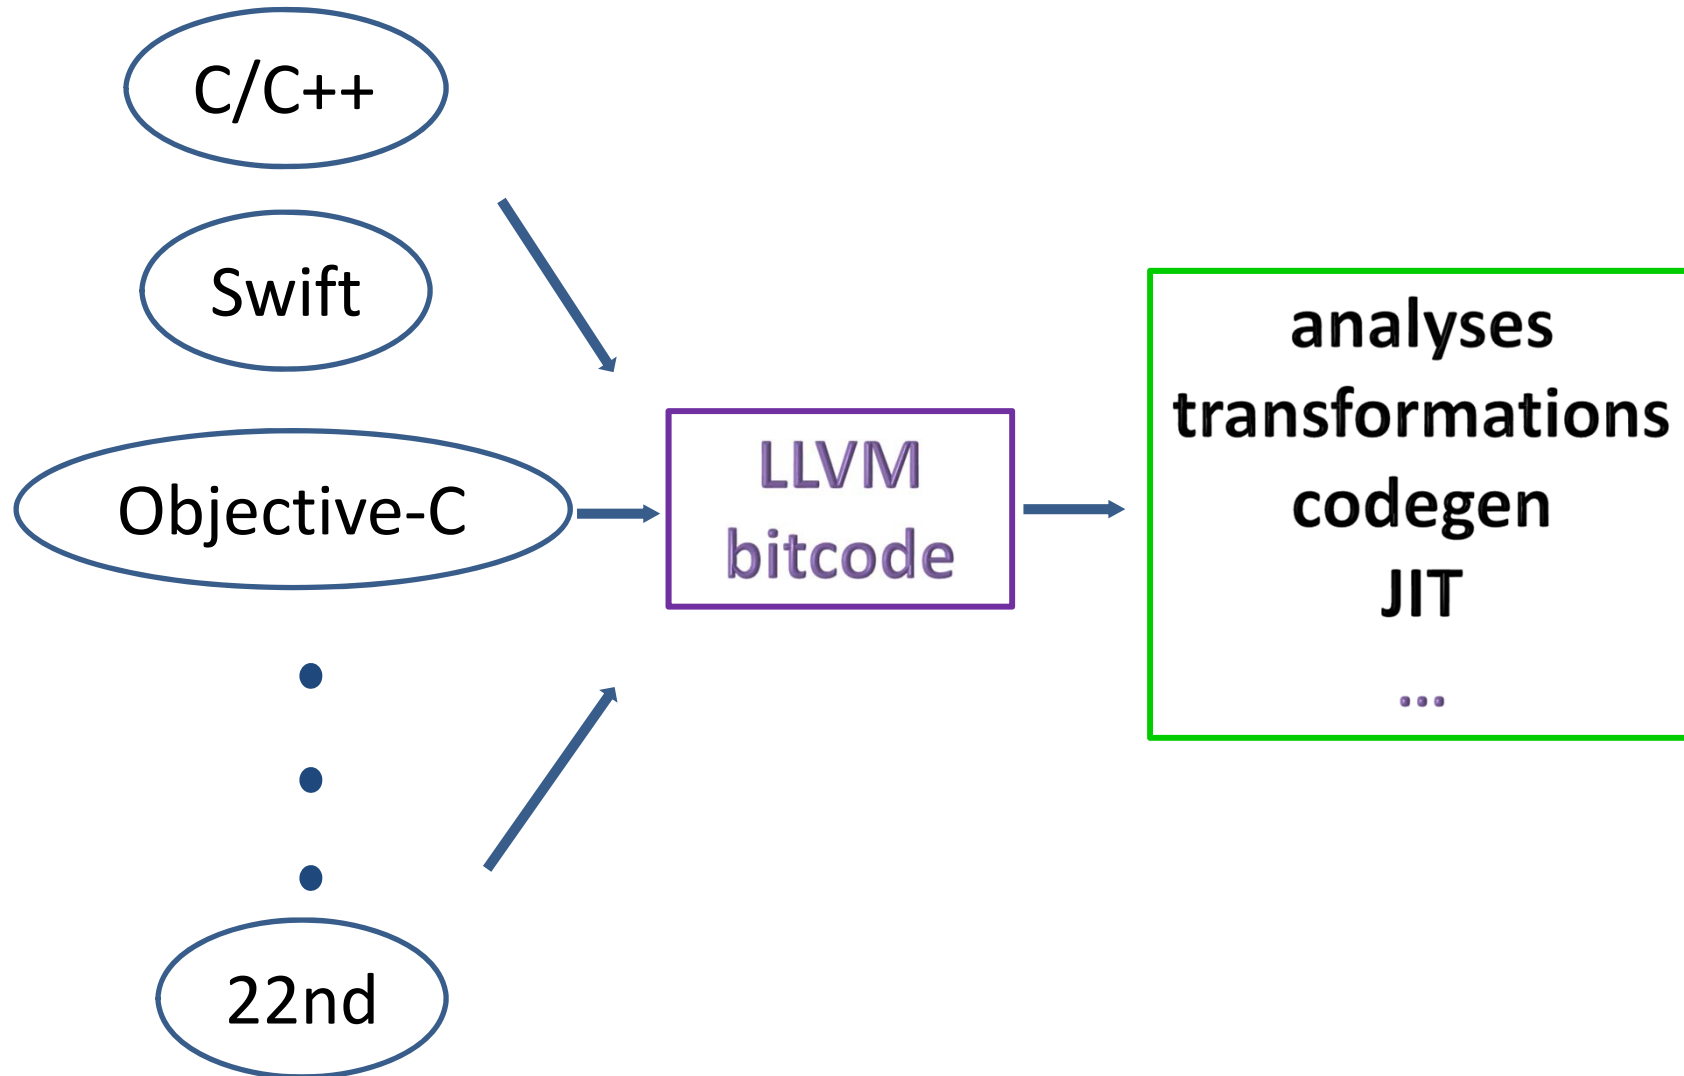 C/C++
Swift
Objective-C
22nd
LLVM
bitcode
analyses
transformations
codegen
JIT
...